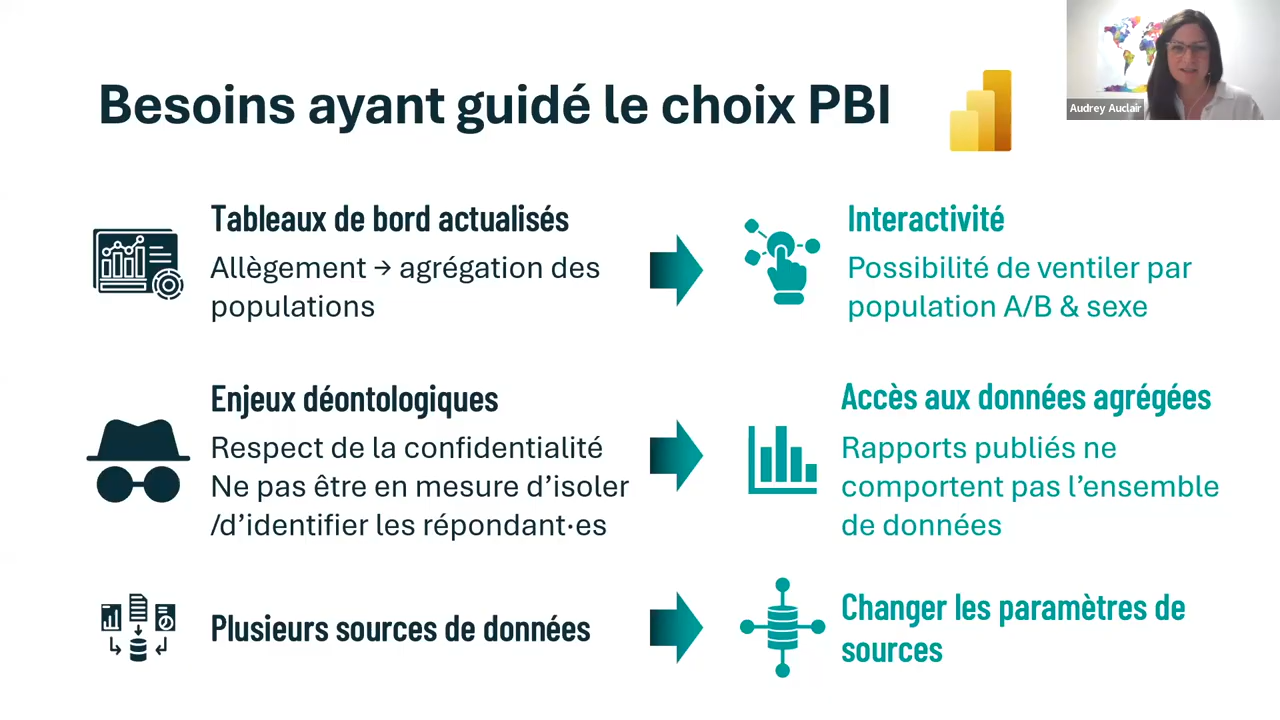 Besoins ayant guidé le choix PBI
Audrey Auclair
Tableaux de bord actualisés
Allègement → agrégation des
populations
Interactivité
Possibilité de ventiler par
population A/B & sexe
Enjeux déontologiques
Respect de la confidentialité
Ne pas être en mesure d’isoler
/d’identifier les répondant·es
Accès aux données agrégées
Rapports publiés ne
comportent pas l’ensemble
de données
Plusieurs sources de données
Changer les paramètres de
sources